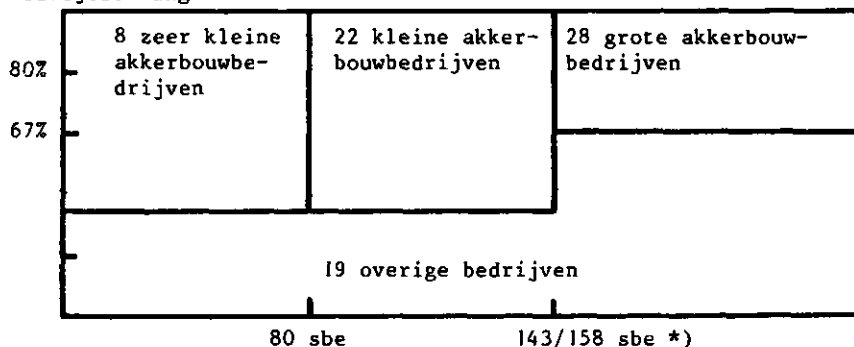 8 zeer kleine
akkerbouwbe-
drijven
22 kleine akker-
bouwbedrijven
28 grote akkerbouw-
bedrijven
80%
67%
19 overige bedrijven
80 sbe
143/158 sbe *)